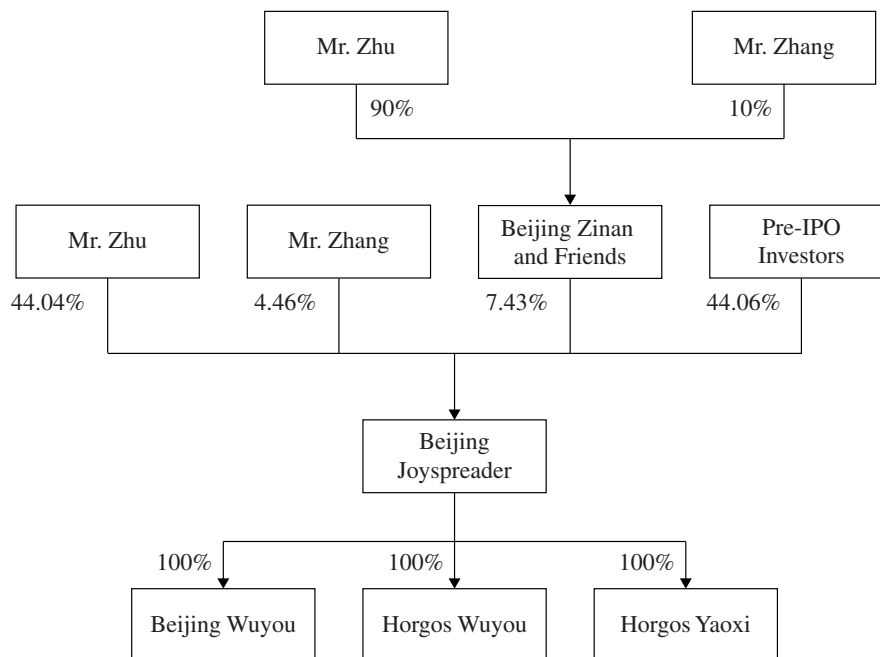 Mr. Zhu
Mr. Zhang
90%
10%
Mr. Zhu
Mr. Zhang
Beijing Zinan
and Friends
Pre-IPO
Investors
44.04%
4.46%
7.43%
44.06%
Beijing
Joyspreader
100%
100%
100%
Beijing Wuyou
Horgos Wuyou
Horgos Yaoxi